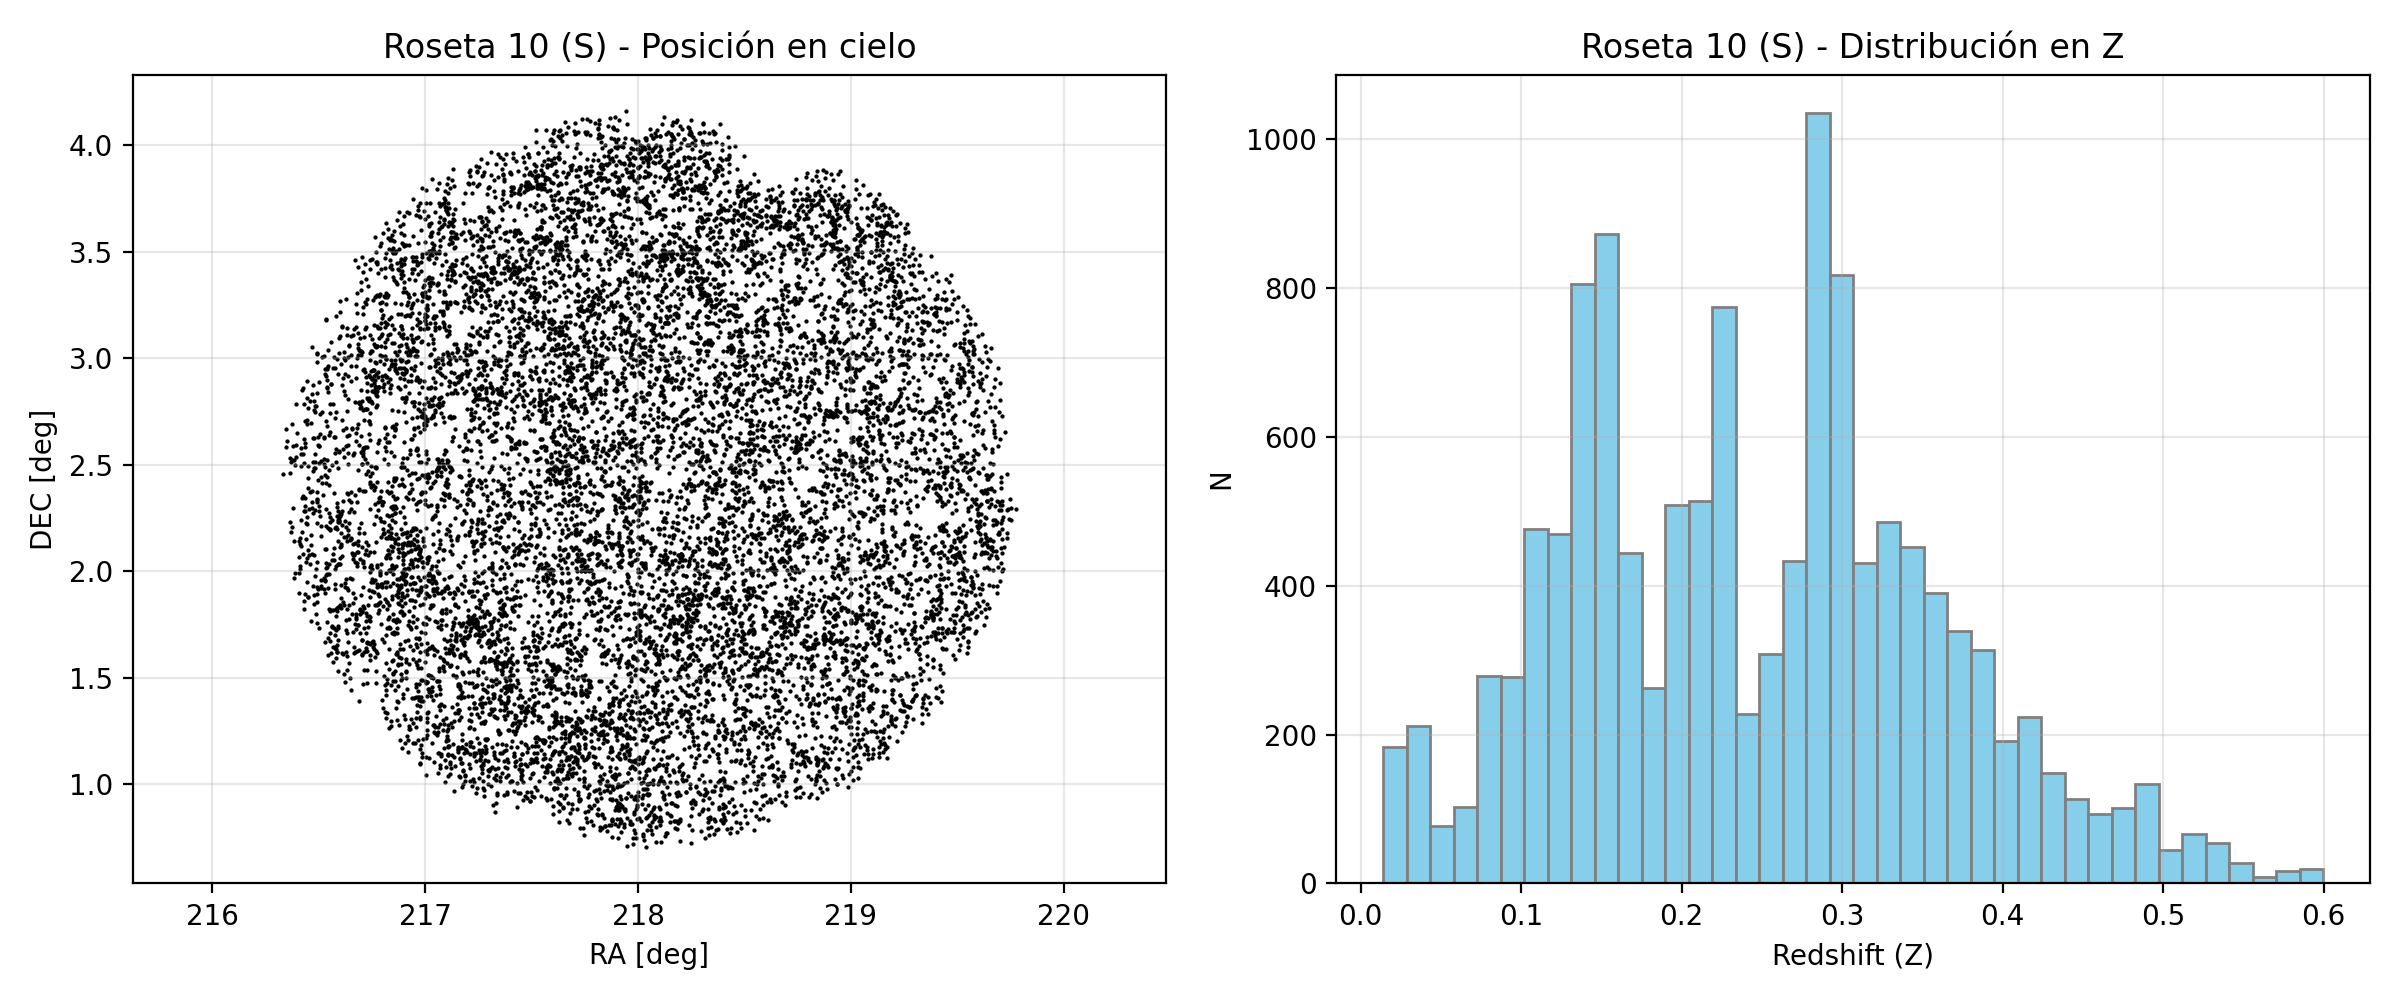 Roseta 10 (S) - Posición en cielo
DEC [deg]
4.0
3.5
3.0
2.5
2.0
1.5
1.0
216 217 218 219 220
RA [deg]
Roseta 10 (S) - Distribución en Z
N
1000
800
600
400
200
0
0.0 0.1 0.2 0.3 0.4 0.5 0.6
Redshift (Z)